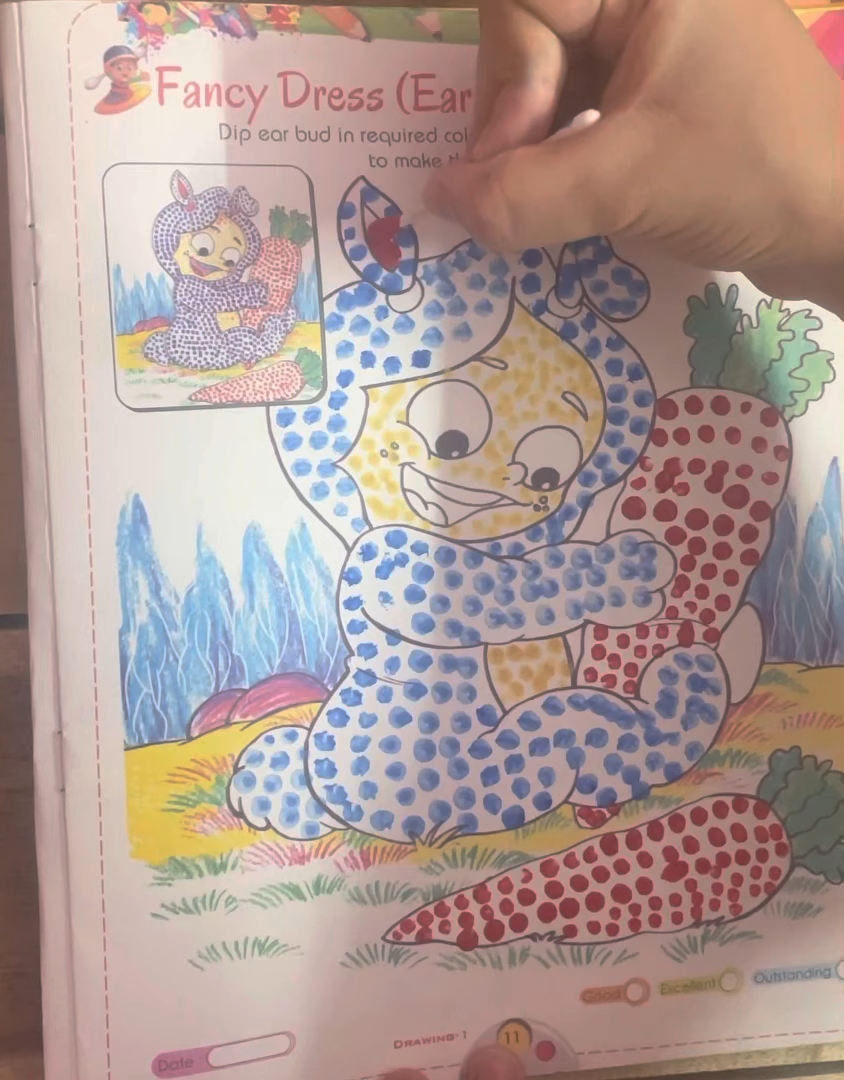 Fancy Dress (Ear
Dip ear bud in required col
to make
Good
Excellent
Outstanding
Date
Drawing-1
11